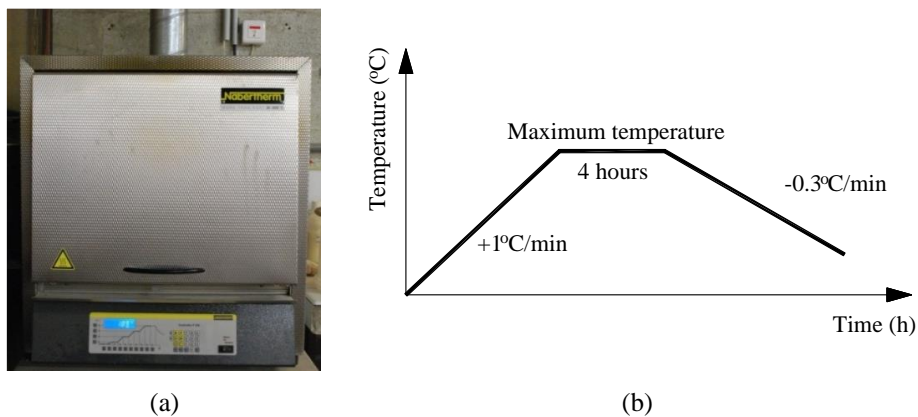 Nabertherm
Temperature (°C)
Maximum temperature
4 hours
-0.3°C/min
+1°C/min
Time (h)
(a)
(b)